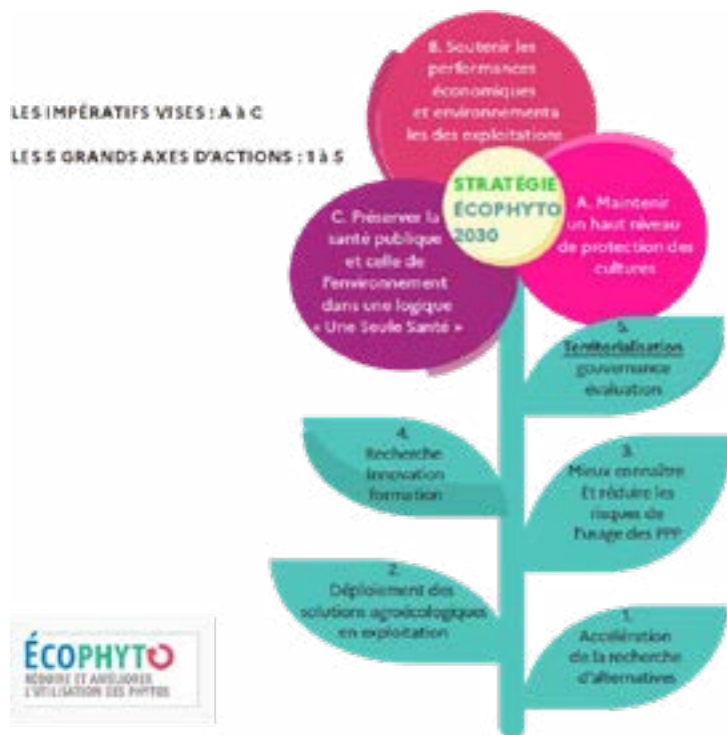 LES IMPÉRATIFS VISES : A à C
LES 5 GRANDS AXES D'ACTIONS : 1 à 5
B. Soutenir les
performances
économiques
et environnementa
les des exploitations
STRATÉGIE
ÉCOPHYTO
2030
A. Maintenir
un haut niveau
de protection des
cultures
C. Préserver la
santé publique
et celle de
l'environnement
dans une logique
« Une Seule Santé »
5.
Territorialisation
gouvernance
évaluation
4.
Recherche
Innovation
formation
3.
Mieux connaître
Et réduire les
risques de
l'usage des PPP
2.
Déploiement des
solutions agroécologiques
en exploitation
1.
Accélération
de la recherche
d'alternatives
ÉCOPHYTO
RÉDUIRE ET AMÉLIORER
L'UTILISATION DES PHYTOS